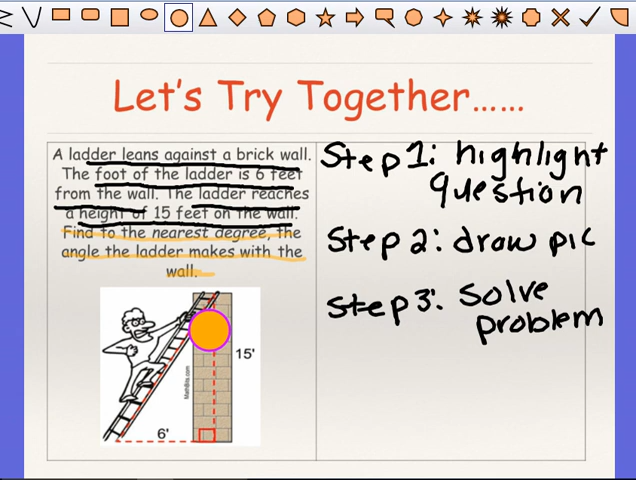 Let's Try Together......
A ladder leans against a brick wall.
The foot of the ladder is 6 feet
from the wall. The ladder reaches
a height of 15 feet on the wall.
Find to the nearest degree, the
angle the ladder makes with the
wall.
Step 1: highlight
question
Step 2: draw pic
Step 3: solve
problem
15'
MathBits.com
6'